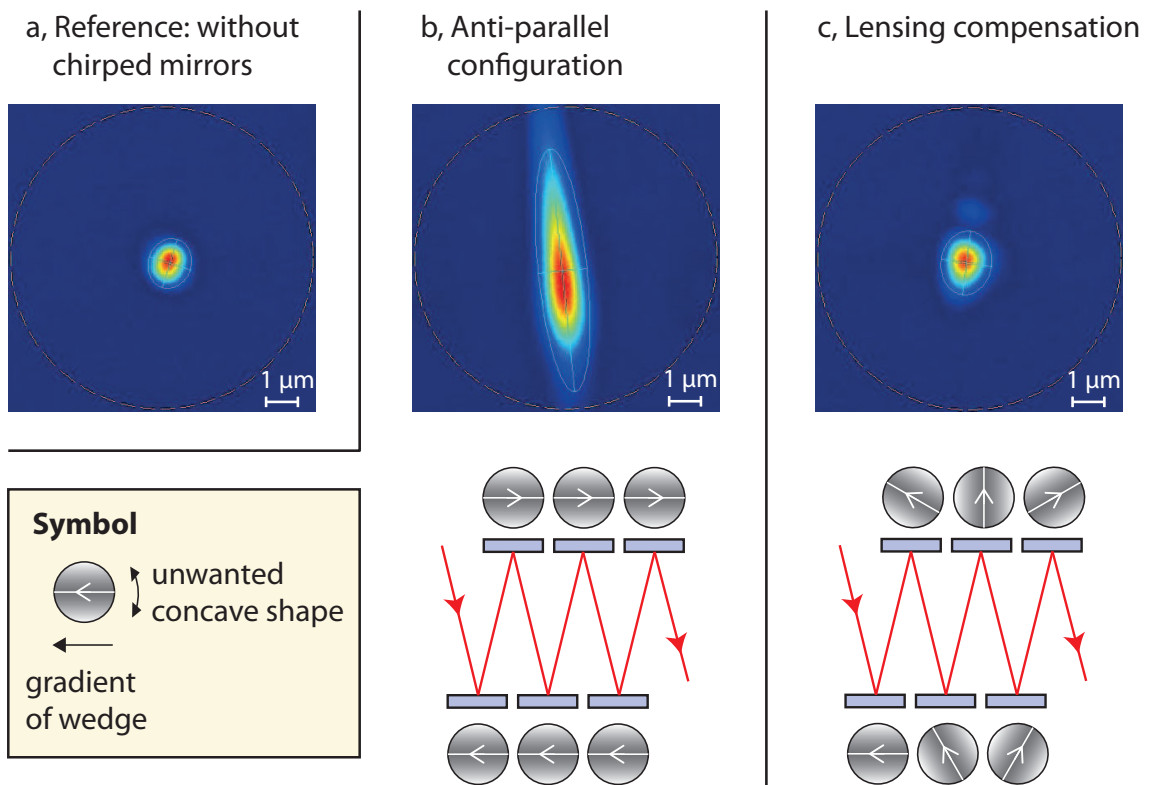 a, Reference: without
chirped mirrors
b, Anti-parallel
configuration
c, Lensing compensation
1 µm
1 µm
1 µm
Symbol
unwanted
concave shape
gradient
of wedge